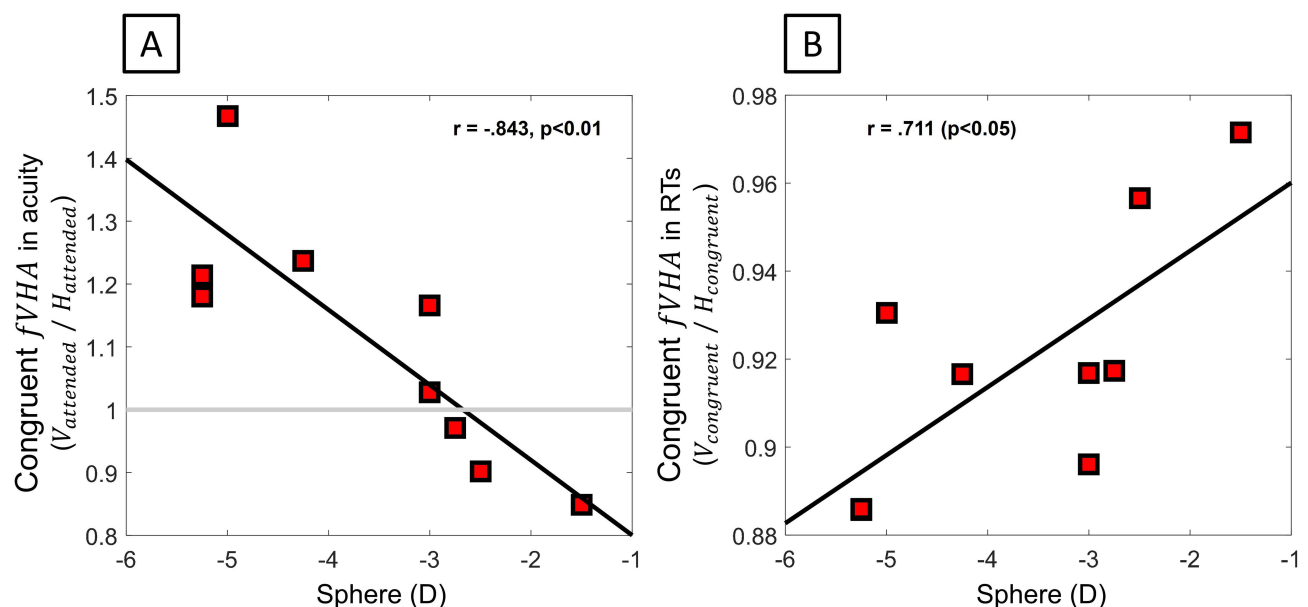 A
1.5
1.4
1.3
1.2
1.1
1
0.9
0.8
-6
-5
-4
-3
-2
-1
r = -.843, p<0.01
Congruent fVHA in acuity
(Vattended / Hattended)
Sphere (D)
B
0.98
0.96
0.94
0.92
0.9
0.88
-6
-5
-4
-3
-2
-1
r = .711 (p<0.05)
Congruent fVHA in RTs
(Vcongruent / Hcongruent)
Sphere (D)